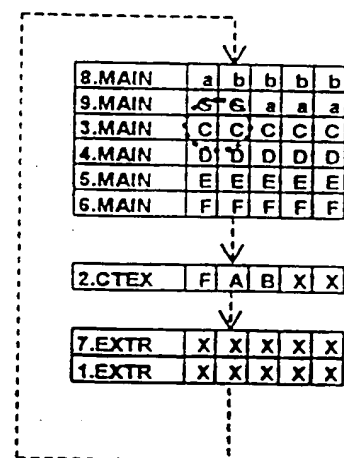 8.MAIN a b b b b
9.MAIN G G a a a
3.MAIN C C C C C
4.MAIN D D D D D
5.MAIN E E E E E
6.MAIN F F F F F
2.CTEX F A B X X
7.EXTR X X X X X
1.EXTR X X X X X